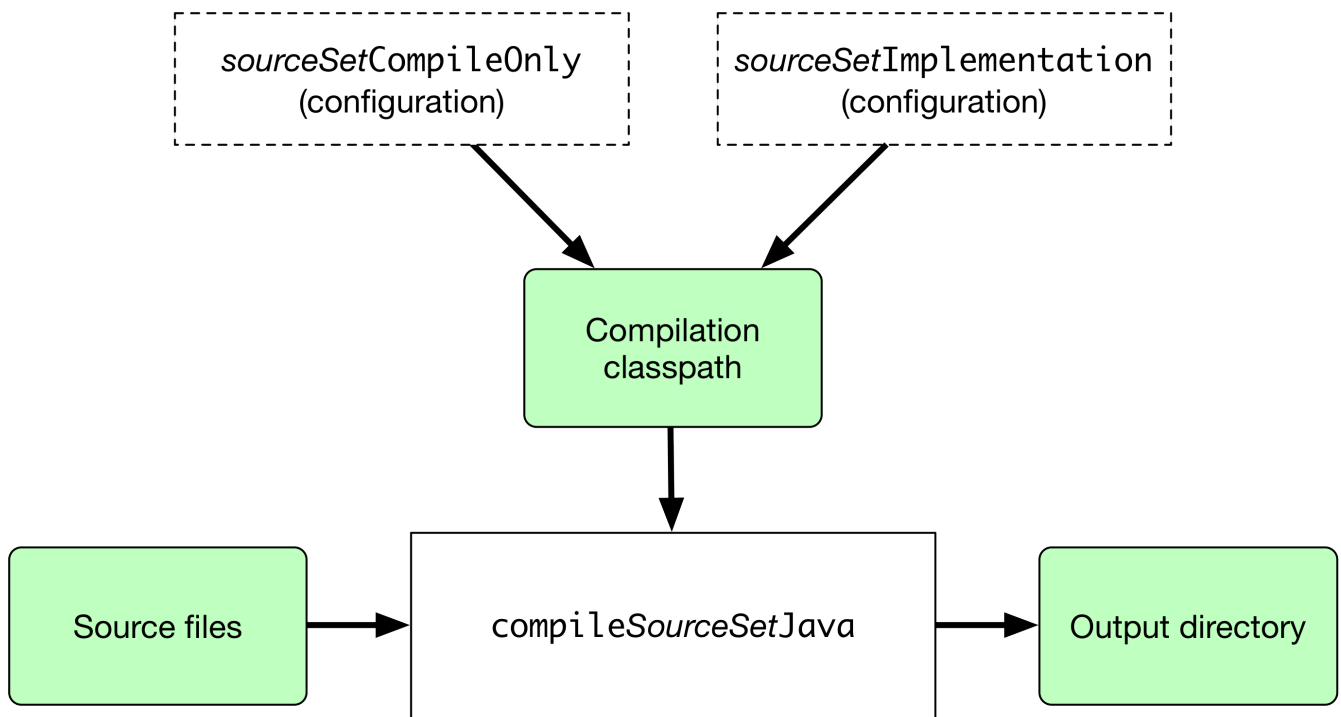 sourceSetCompileOnly
(configuration)
sourceSetImplementation
(configuration)
Compilation
classpath
Source files
compileSourceSetJava
Output directory